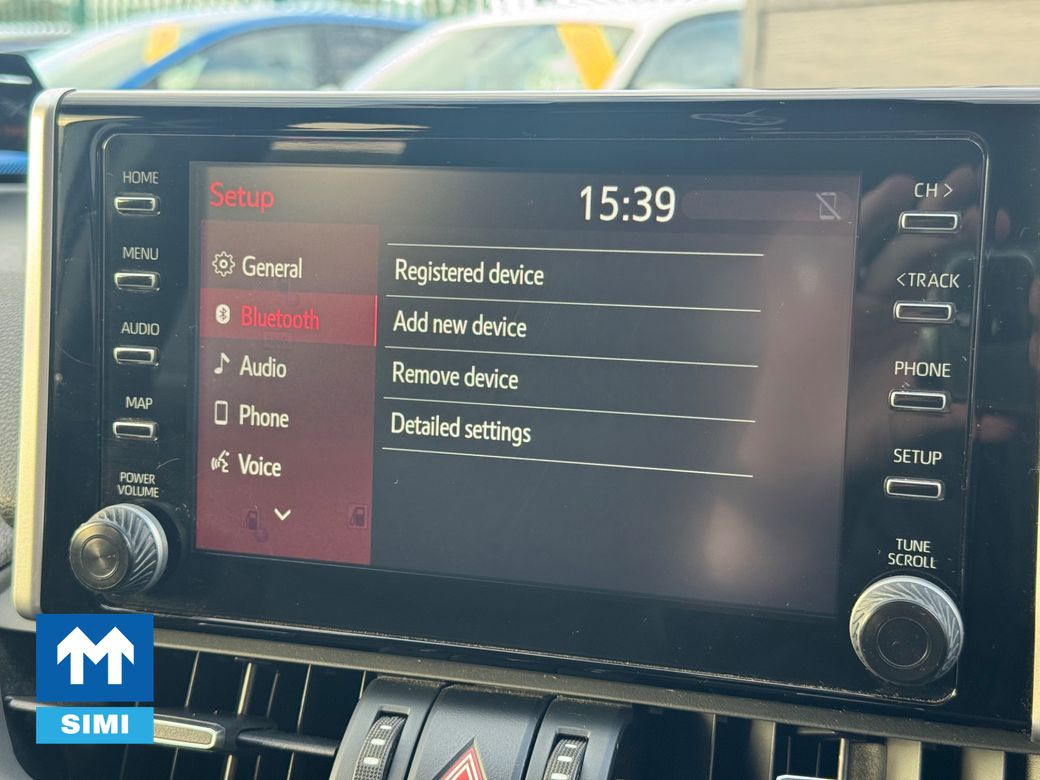 HOME
MENU
AUDIO
MAP
POWER
VOLUME
Setup
15:39
General
Bluetooth
Audio
Phone
Voice
Registered device
Add new device
Remove device
Detailed settings
CH >
<TRACK
PHONE
SETUP
TUNE
SCROLL
SIMI